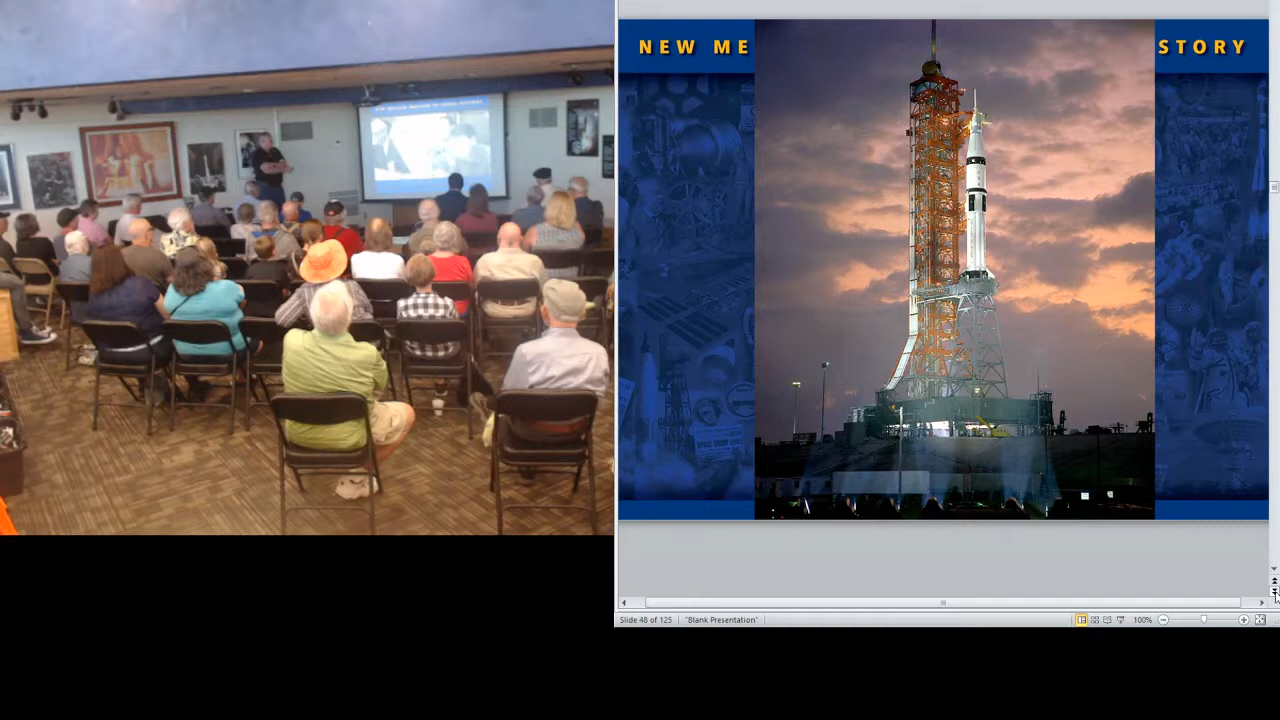 NEW ME
STORY
Slide 48 of 125
"Blank Presentation"
100%